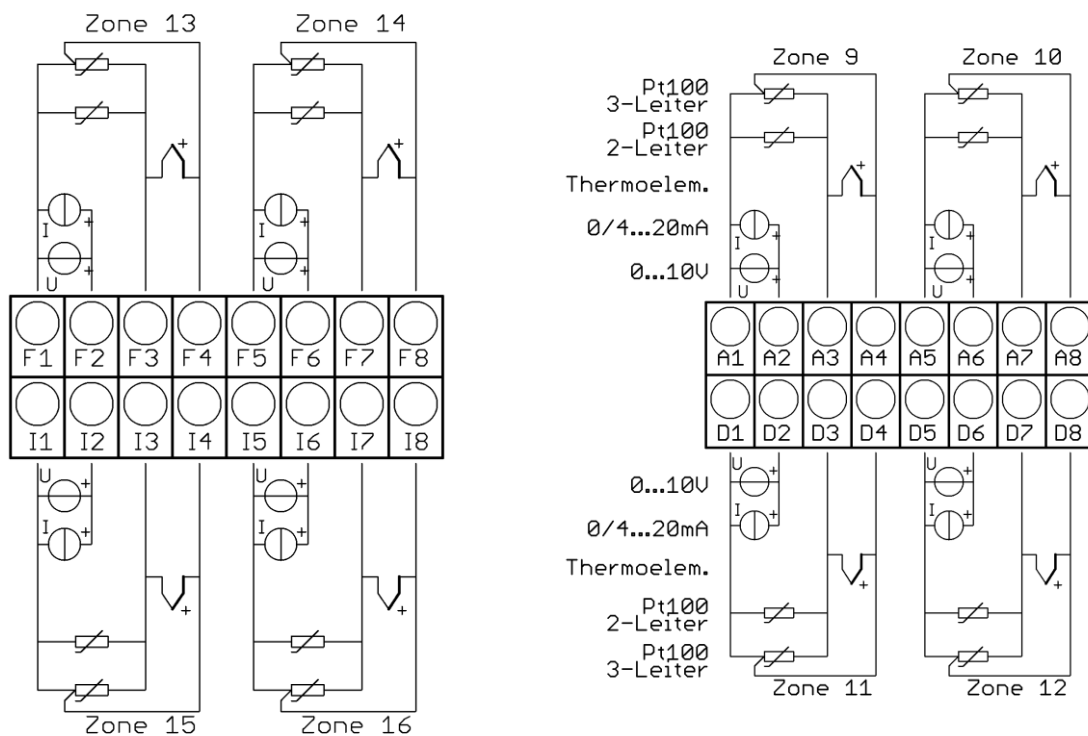 Zone 13 Zone 14
I + I +
U + U +
F1 F2 F3 F4 F5 F6 F7 F8
I1 I2 I3 I4 I5 I6 I7 I8
U + U +
I + I +
+ +
Zone 15 Zone 16
Zone 9 Zone 10
Pt100
3-Leiter
Pt100
2-Leiter
+ +
Thermoelem.
0/4...20mA
I + I +
0...10V
U + U +
A1 A2 A3 A4 A5 A6 A7 A8
D1 D2 D3 D4 D5 D6 D7 D8
U + U +
0...10V
I + I +
0/4...20mA
Thermoelem.
+ +
Pt100
2-Leiter
Pt100
3-Leiter
Zone 11 Zone 12